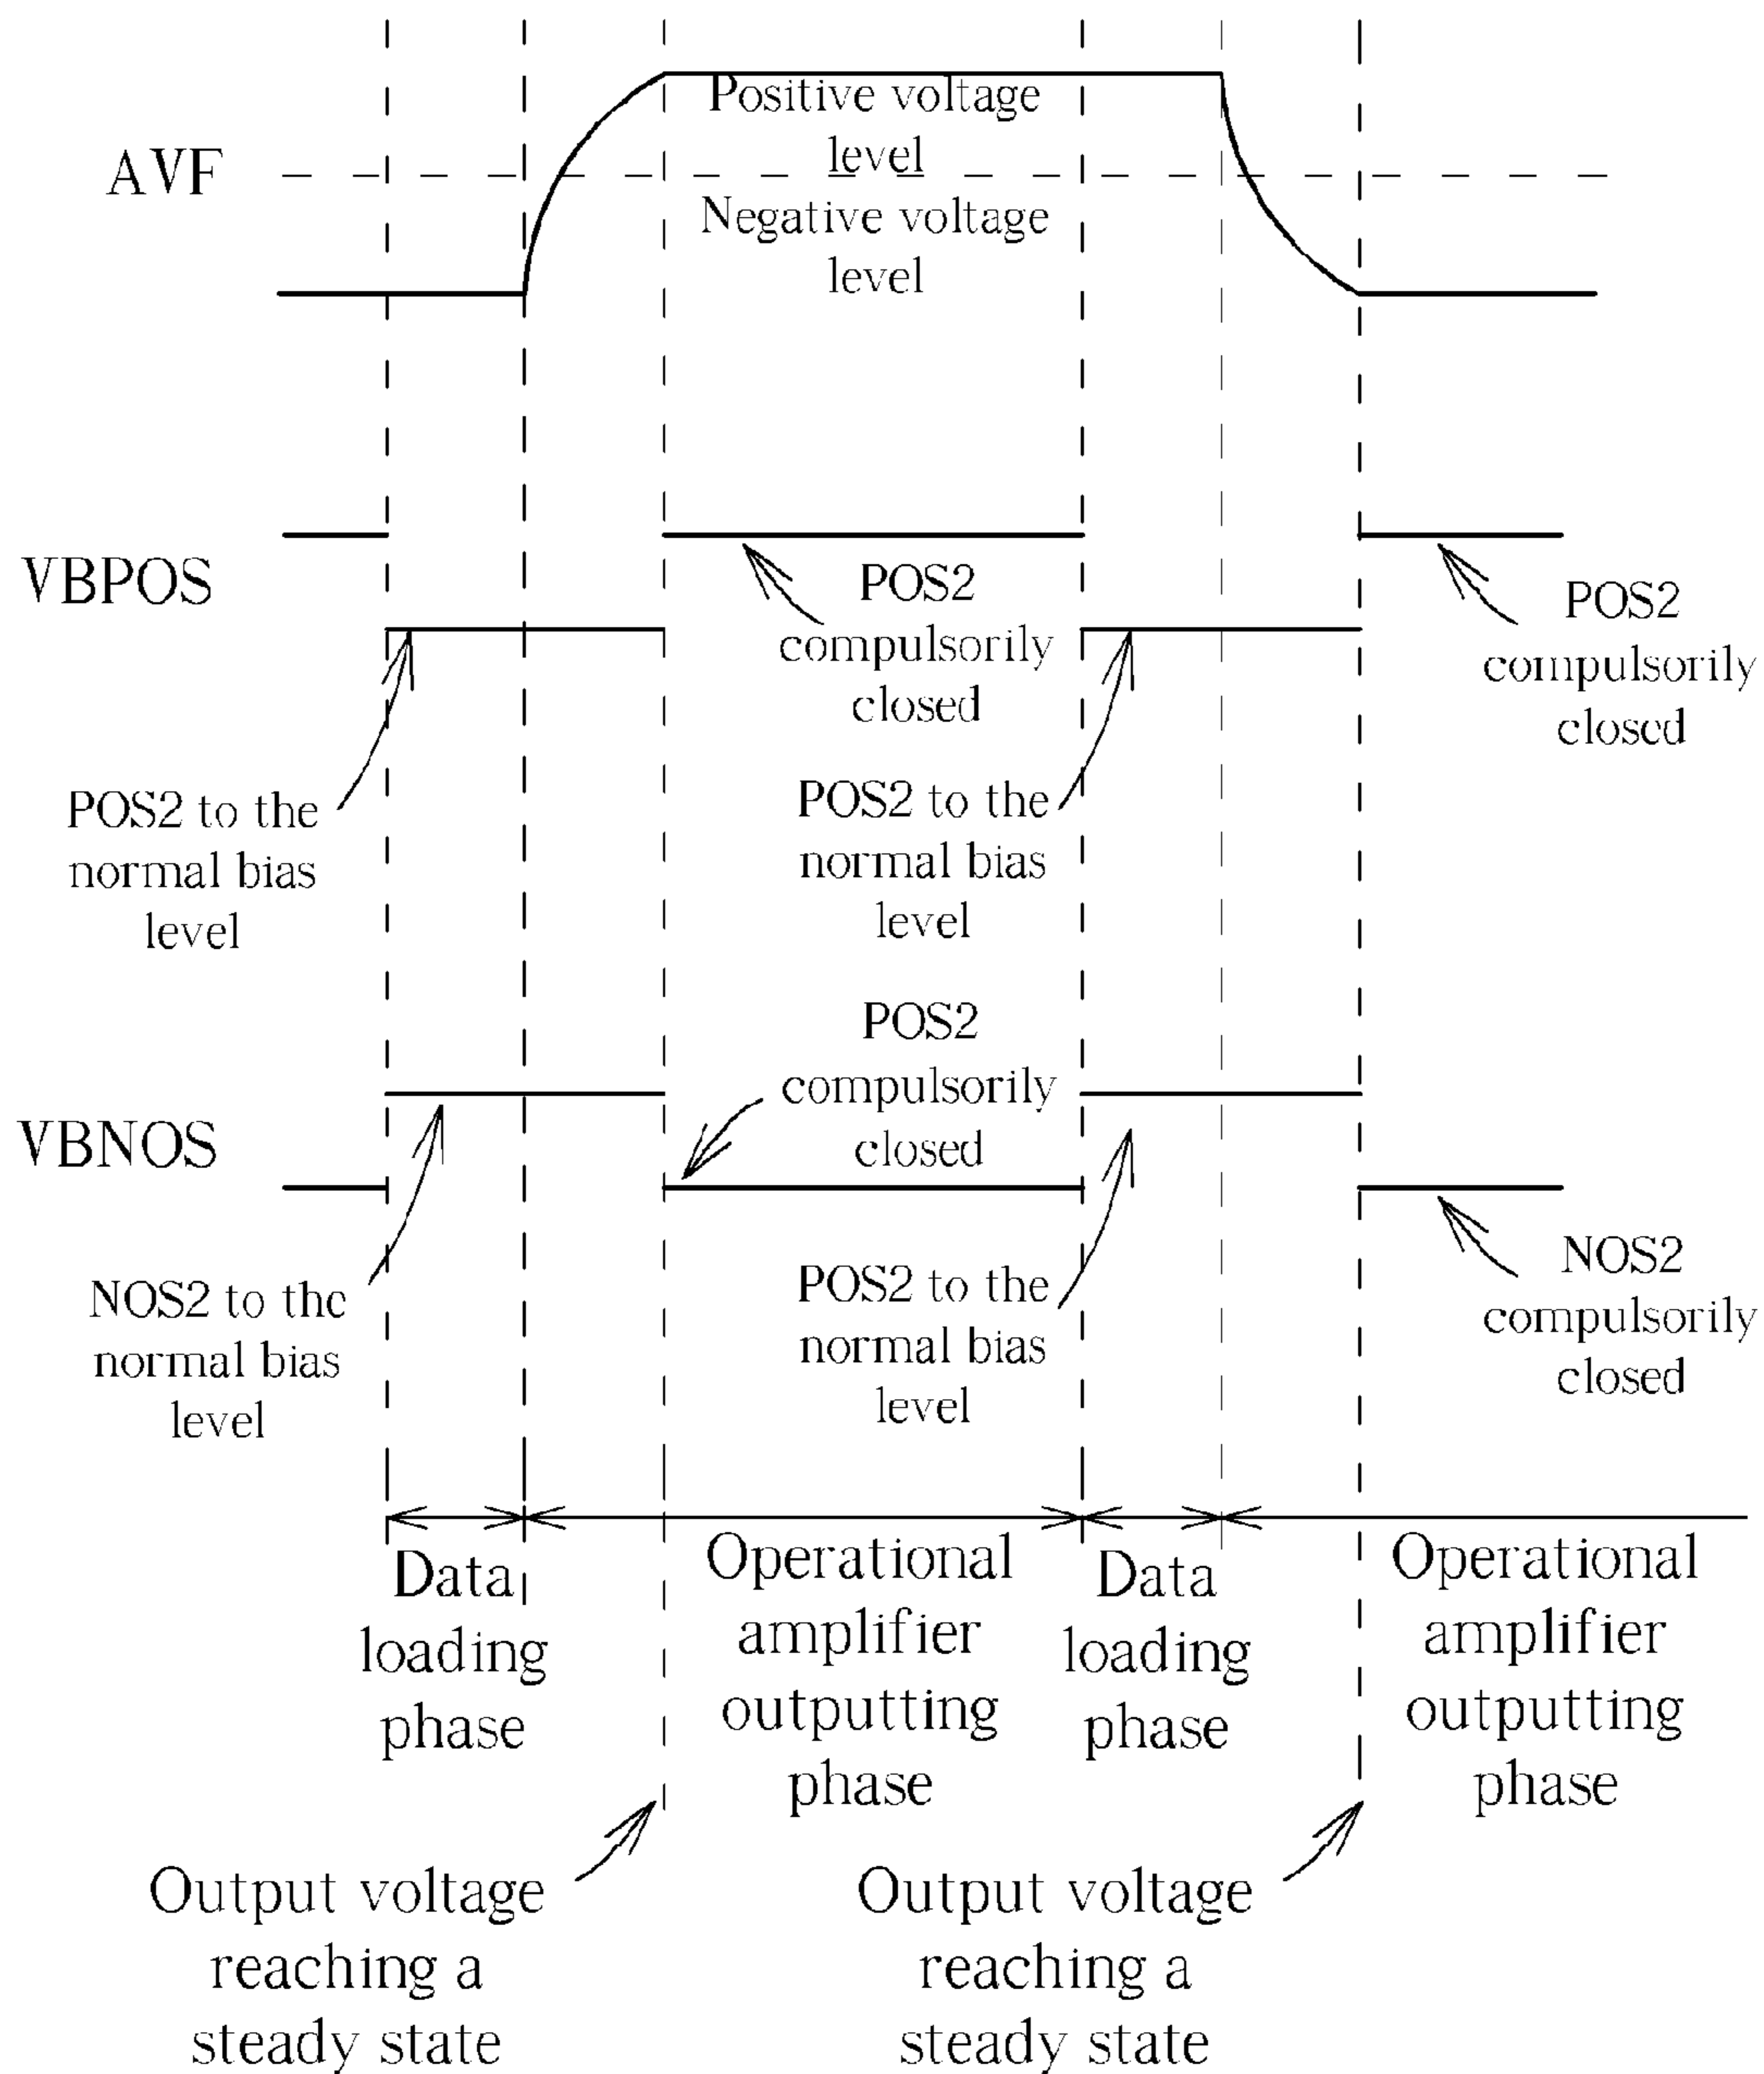 AVF
Positive voltage
level
Negative voltage
level
VBPOS
POS2
compulsorily
closed
POS2
compulsorily
closed
POS2 to the
normal bias
level
POS2 to the
normal bias
level
VBNOS
POS2
compulsorily
closed
NOS2 to the
normal bias
level
POS2 to the
normal bias
level
NOS2
compulsorily
closed
Data
loading
phase
Operational
amplifier
outputting
phase
Data
loading
phase
Operational
amplifier
outputting
phase
Output voltage
reaching a
steady state
Output voltage
reaching a
steady state